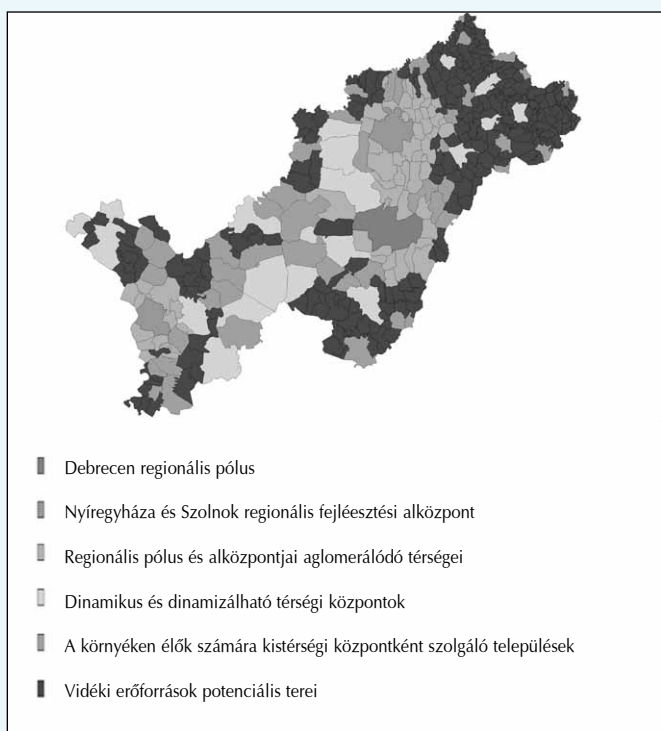 Debrecen regionális pólus
Nyíregyháza és Szolnok regionális fejléesztési alközpont
Regionális pólus és alközpontjai aglomerálódó térségei
Dinamikus és dinamizálható térségi központok
A környéken élők számára kistérségi központként szolgáló települések
Vidéki erőforrások potenciális terei